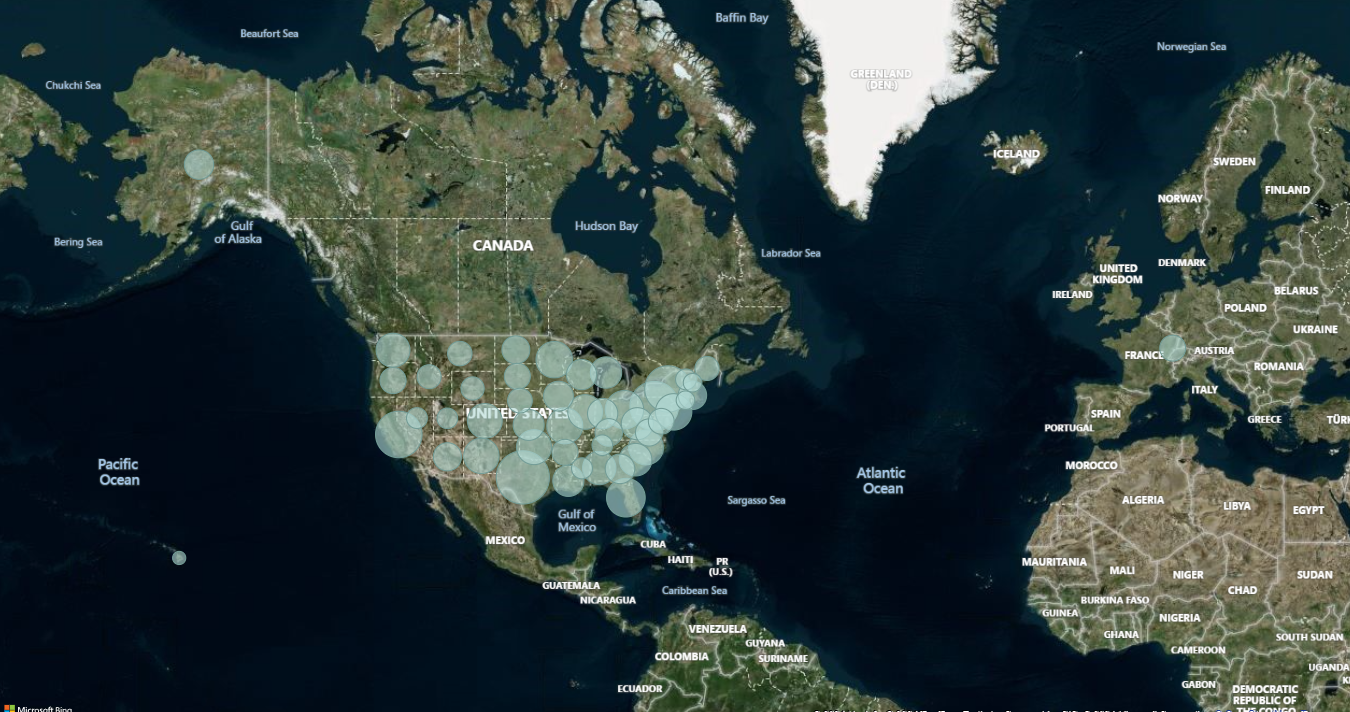 Beaufort Sea
Baffin Bay
Norwegian Sea
Chukchi Sea
GREENLAND
(DEN.)
ICELAND
SWEDEN
FINLAND
NORWAY
Gulf
of Alaska
Bering Sea
Hudson Bay
CANADA
Labrador Sea
DENMARK
UNITED
KINGDOM
IRELAND
BELARUS
POLAND
UKRAINE
FRANCE
AUSTRIA
ROMANIA
ITALY
UNITED STATES
SPAIN
GREECE
TÜRK
PORTUGAL
MOROCCO
Pacific
Ocean
Atlantic
Ocean
Sargasso Sea
ALGERIA
LIBYA
EGYPT
Gulf of
Mexico
MEXICO
CUBA
HAITI
PR
(U.S.)
MAURITANIA
MALI
NIGER
SUDAN
GUATEMALA
Caribbean Sea
CHAD
NICARAGUA
BURKINA FASO
GUINEA
NIGERIA
VENEZUELA
GHANA
SOUTH SUDAN
GUYANA
COLOMBIA
SURINAME
CAMEROON
UGANDA
ECUADOR
GABON
DEMOCRATIC
REPUBLIC OF
THE CONGO
Microsoft Bing